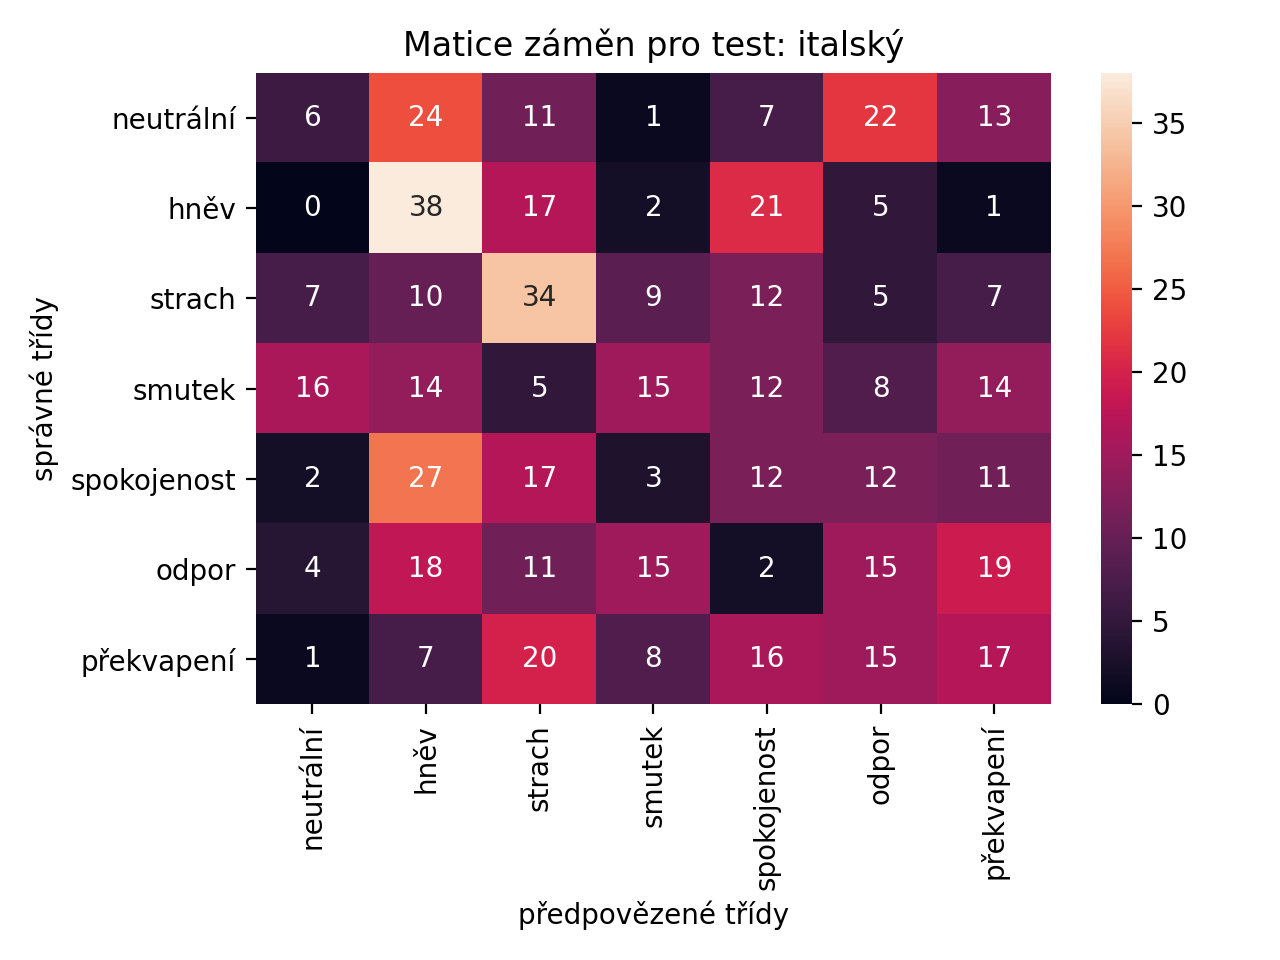 Matice záměn pro test: italský
neutrální 6 24 11 1 7 22 13
hněv 0 38 17 2 21 5 1
strach 7 10 34 9 12 5 7
smutek 16 14 5 15 12 8 14
spokojenost 2 27 17 3 12 12 11
odpor 4 18 11 15 2 15 19
překvapení 1 7 20 8 16 15 17
správné třídy
neutrální hněv strach smutek spokojenost odpor překvapení
předpovězené třídy
35
30
25
20
15
10
5
0